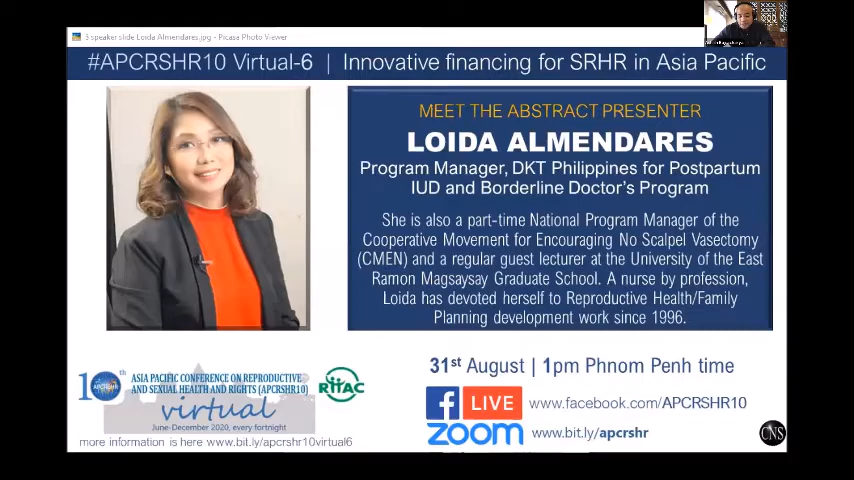 3 speaker slide Loida Almendares.jpg - Picasa Photo Viewer
#APCRSHR10 Virtual-6 | Innovative financing for SRHR in Asia Pacific
MEET THE ABSTRACT PRESENTER
LOIDA ALMENDARES
Program Manager, DKT Philippines for Postpartum
IUD and Borderline Doctor's Program
She is also a part-time National Program Manager of the
Cooperative Movement for Encouraging No Scalpel Vasectomy
(CMEN) and a regular guest lecturer at the University of the East
Ramon Magsaysay Graduate School. A nurse by profession,
Loida has devoted herself to Reproductive Health/Family
Planning development work since 1996.
10th
ASIA PACIFIC CONFERENCE ON REPRODUCTIVE
AND SEXUAL HEALTH AND RIGHTS (APCRSHR10)
virtual
June-December 2020, every fortnight
more information is here www.bit.ly/apcrshr10virtual6
31st August | 1pm Phnom Penh time
LIVE www.facebook.com/APCRSHR10
zoom www.bit.ly/apcrshr
CNS